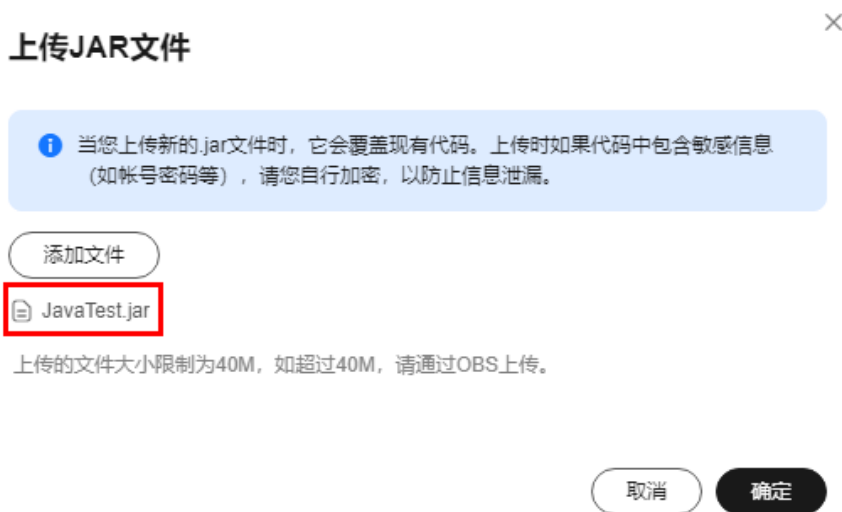 上传JAR文件
当您上传新的.jar文件时，它会覆盖现有代码。上传时如果代码中包含敏感信息
（如帐号密码等），请您自行加密，以防止信息泄漏。
添加文件
JavaTest.jar
上传的文件大小限制为40M，如超过40M，请通过OBS上传。
取消
确定